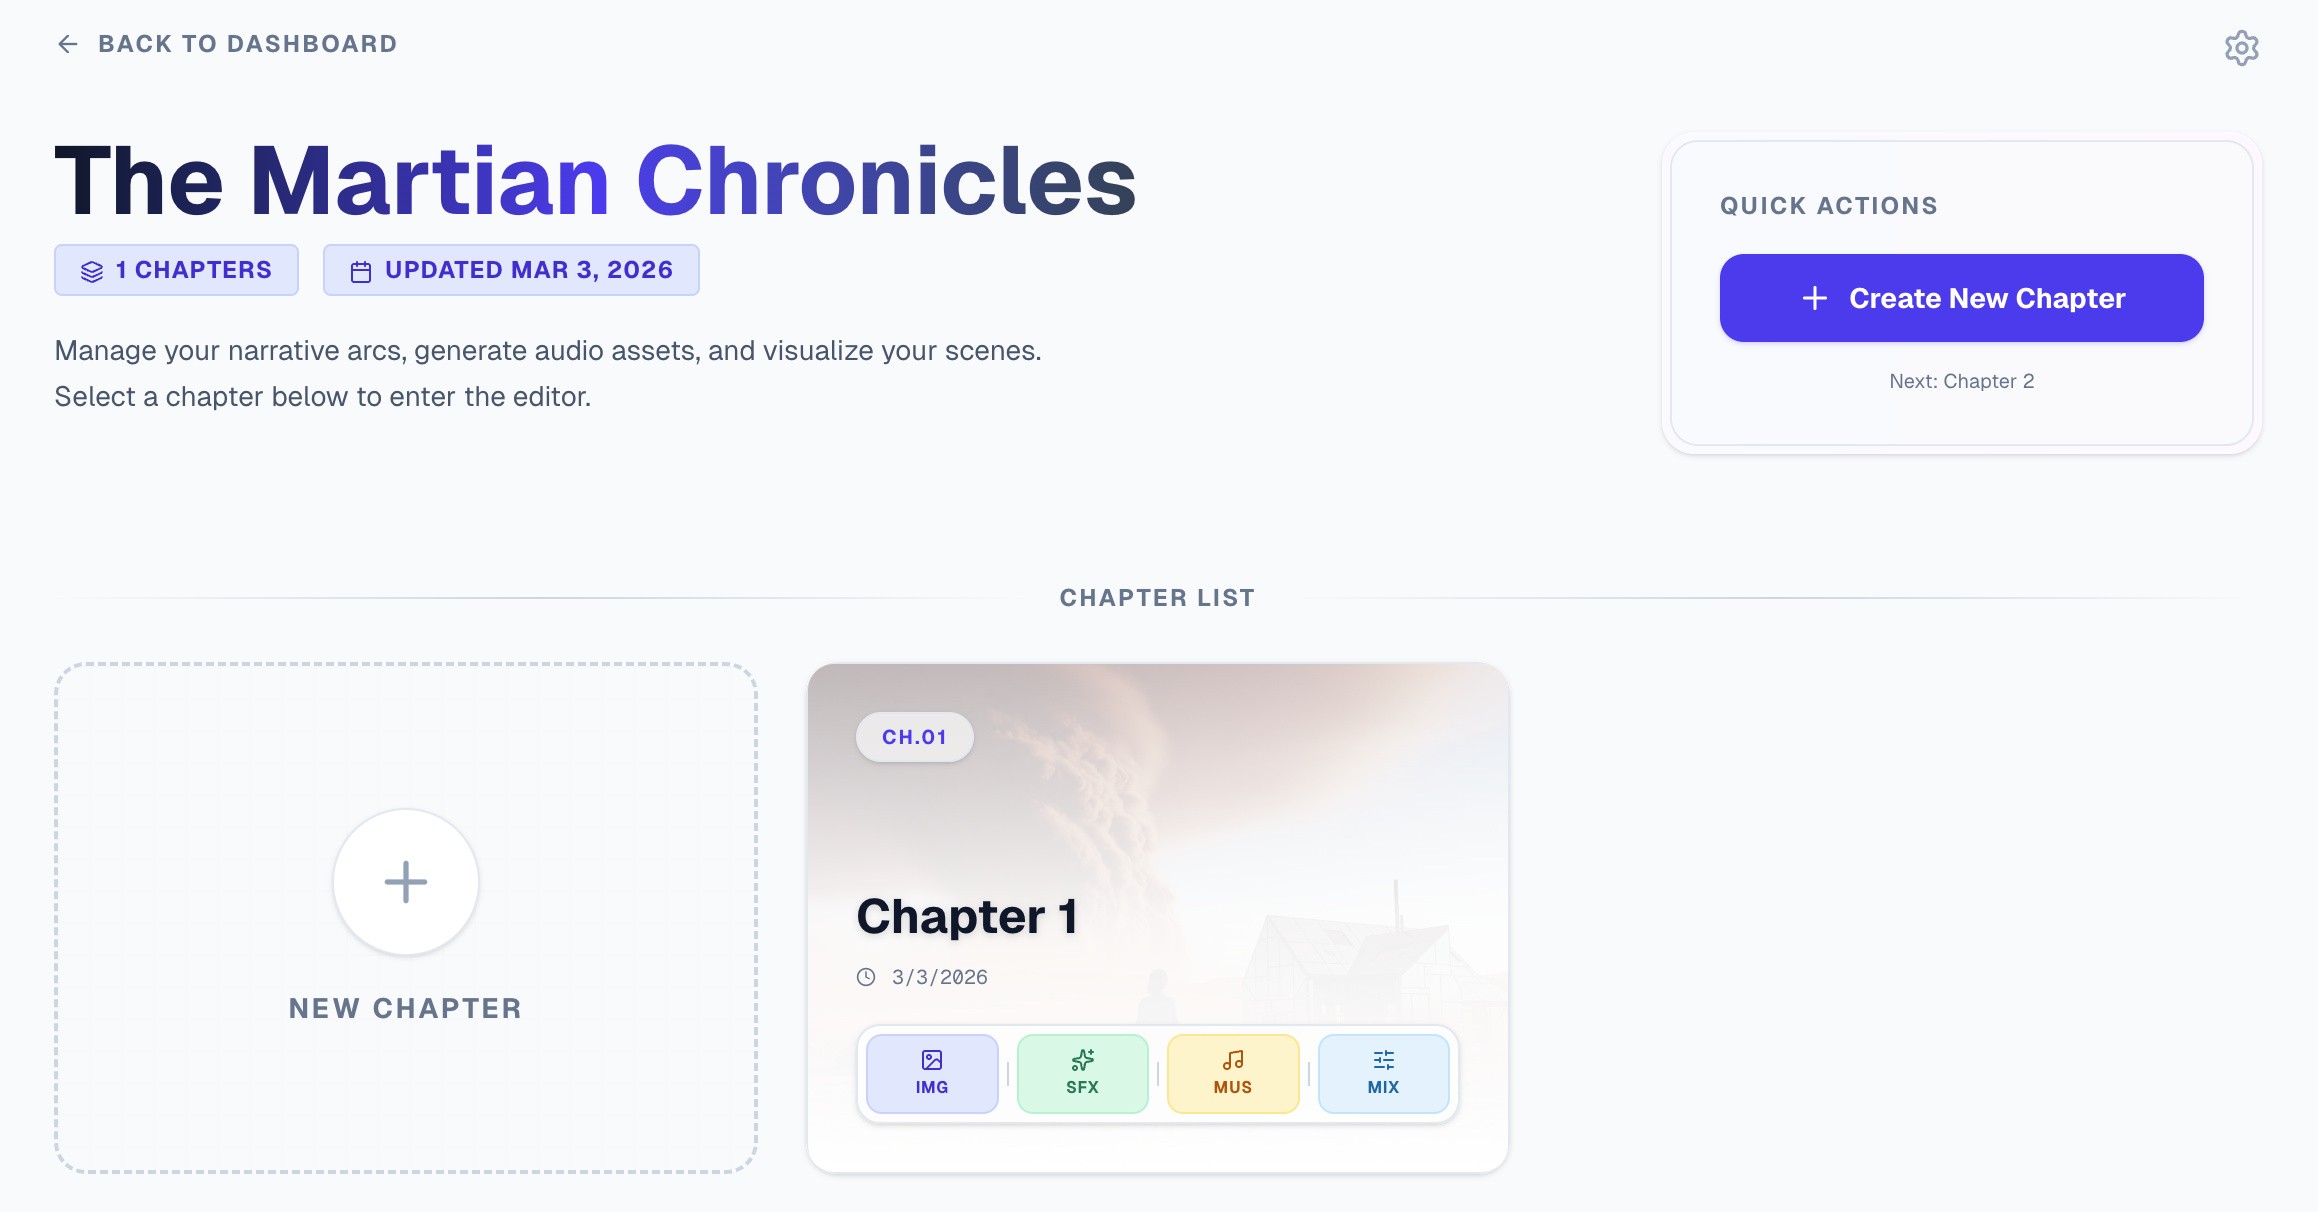 BACK TO DASHBOARD
The Martian Chronicles
1 CHAPTERS
UPDATED MAR 3, 2026
Manage your narrative arcs, generate audio assets, and visualize your scenes.
Select a chapter below to enter the editor.
QUICK ACTIONS
Create New Chapter
Next: Chapter 2
CHAPTER LIST
NEW CHAPTER
CH.01
Chapter 1
3/3/2026
IMG
SFX
MUS
MIX